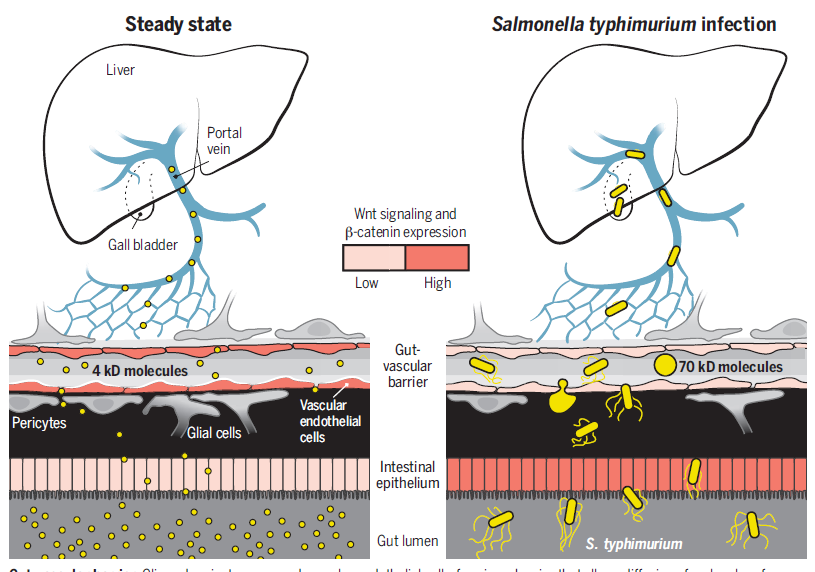 Steady state
Salmonella typhimurium infection
Liver
Portal
vein
Gall bladder
Wnt signaling and
β-catenin expression
Low
High
4 kD molecules
Gut-
vascular
barrier
70 kD molecules
Pericytes
Glial cells
Vascular
endothelial
cells
Intestinal
epithelium
Gut lumen
S. typhimurium